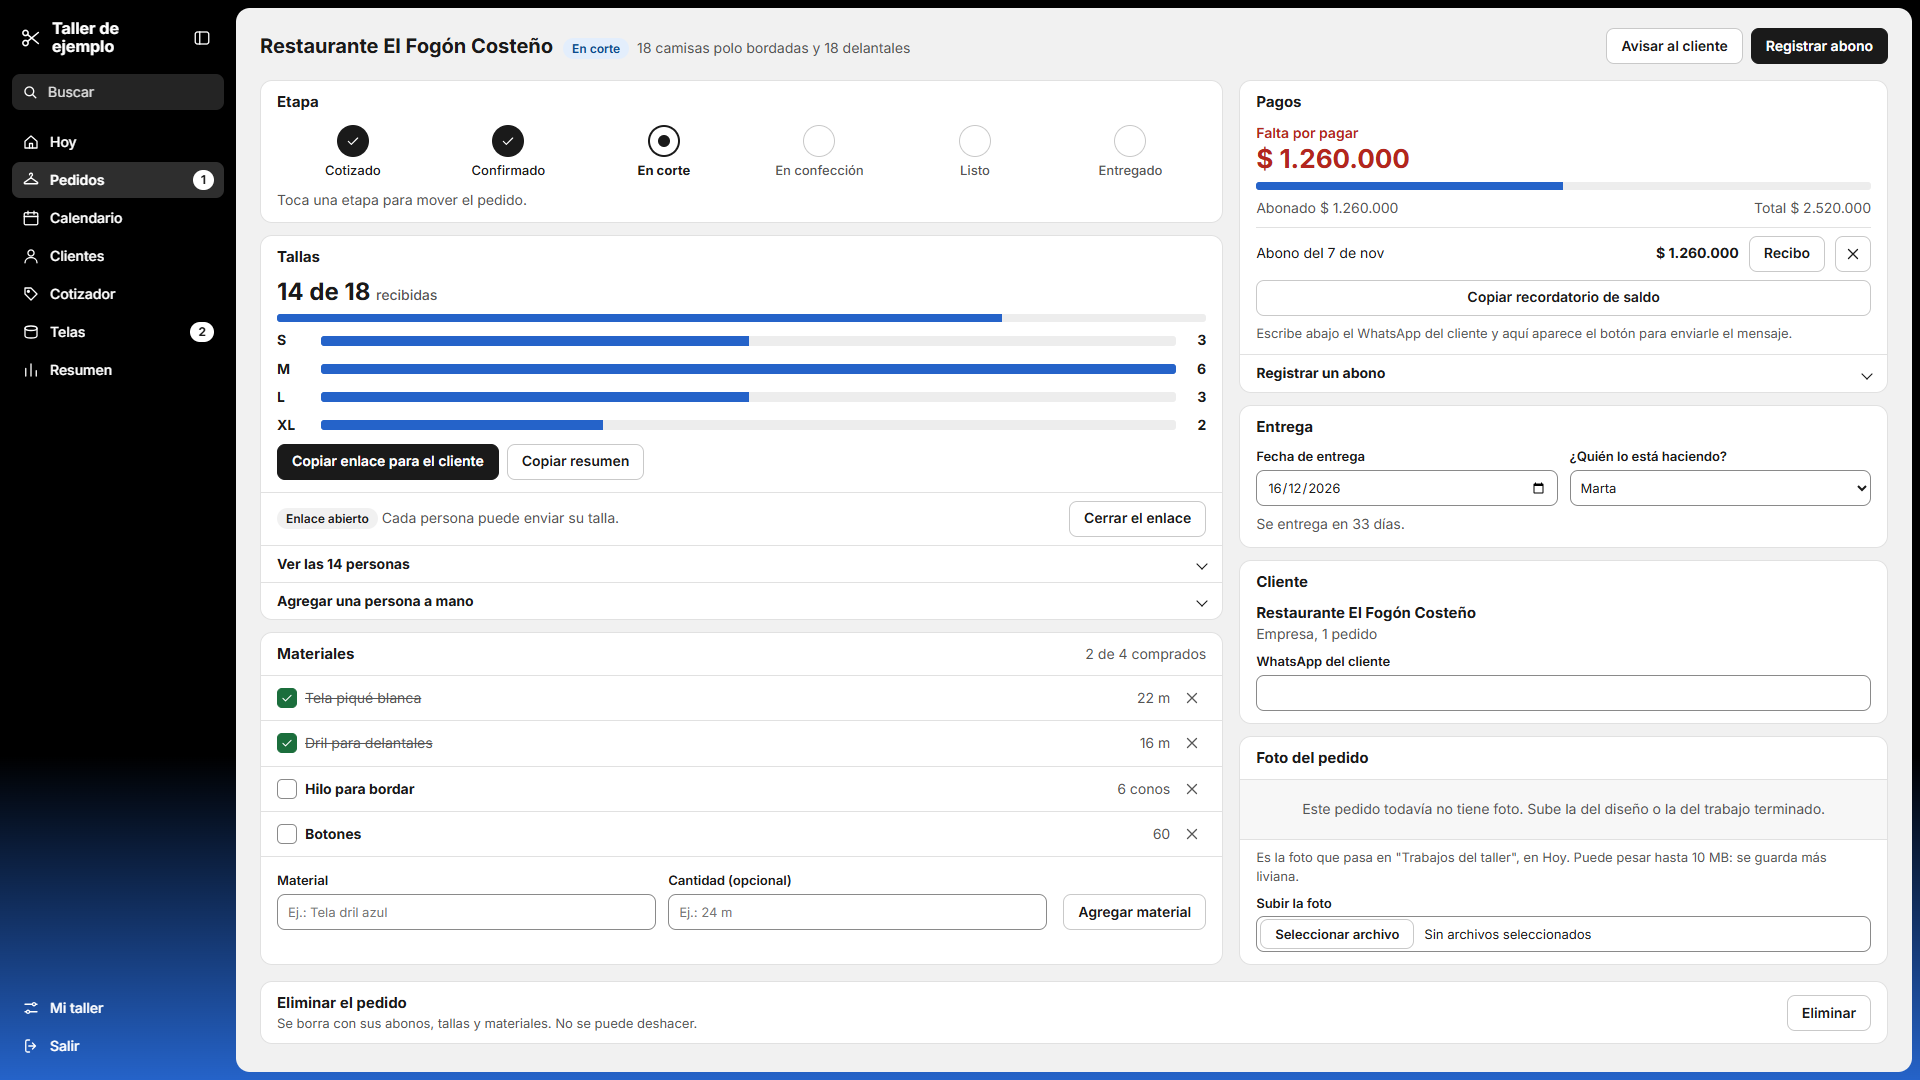 Taller de
ejemplo
Buscar
Hoy
Pedidos 1
Calendario
Clientes
Cotizador
Telas 2
Resumen
Mi taller
Salir
Restaurante El Fogón Costeño En corte 18 camisas polo bordadas y 18 delantales
Avisar al cliente Registrar abono
Etapa
Cotizado Confirmado En corte En confección Listo Entregado
Toca una etapa para mover el pedido.
Tallas
14 de 18 recibidas
S 3
M 6
L 3
XL 2
Copiar enlace para el cliente Copiar resumen
Enlace abierto Cada persona puede enviar su talla. Cerrar el enlace
Ver las 14 personas
Agregar una persona a mano
Materiales 2 de 4 comprados
Tela piqué blanca 22 m
Dril para delantales 16 m
Hilo para bordar 6 conos
Botones 60
Material Cantidad (opcional)
Ej.: Tela dril azul Ej.: 24 m Agregar material
Pagos
Falta por pagar
$ 1.260.000
Abonado $ 1.260.000 Total $ 2.520.000
Abono del 7 de nov $ 1.260.000 Recibo
Copiar recordatorio de saldo
Escribe abajo el WhatsApp del cliente y aquí aparece el botón para enviarle el mensaje.
Registrar un abono
Entrega
Fecha de entrega ¿Quién lo está haciendo?
16/12/2026 Marta
Se entrega en 33 días.
Cliente
Restaurante El Fogón Costeño
Empresa, 1 pedido
WhatsApp del cliente
Foto del pedido
Este pedido todavía no tiene foto. Sube la del diseño o la del trabajo terminado.
Es la foto que pasa en "Trabajos del taller", en Hoy. Puede pesar hasta 10 MB: se guarda más
liviana.
Subir la foto
Seleccionar archivo Sin archivos seleccionados
Eliminar el pedido
Se borra con sus abonos, tallas y materiales. No se puede deshacer.
Eliminar